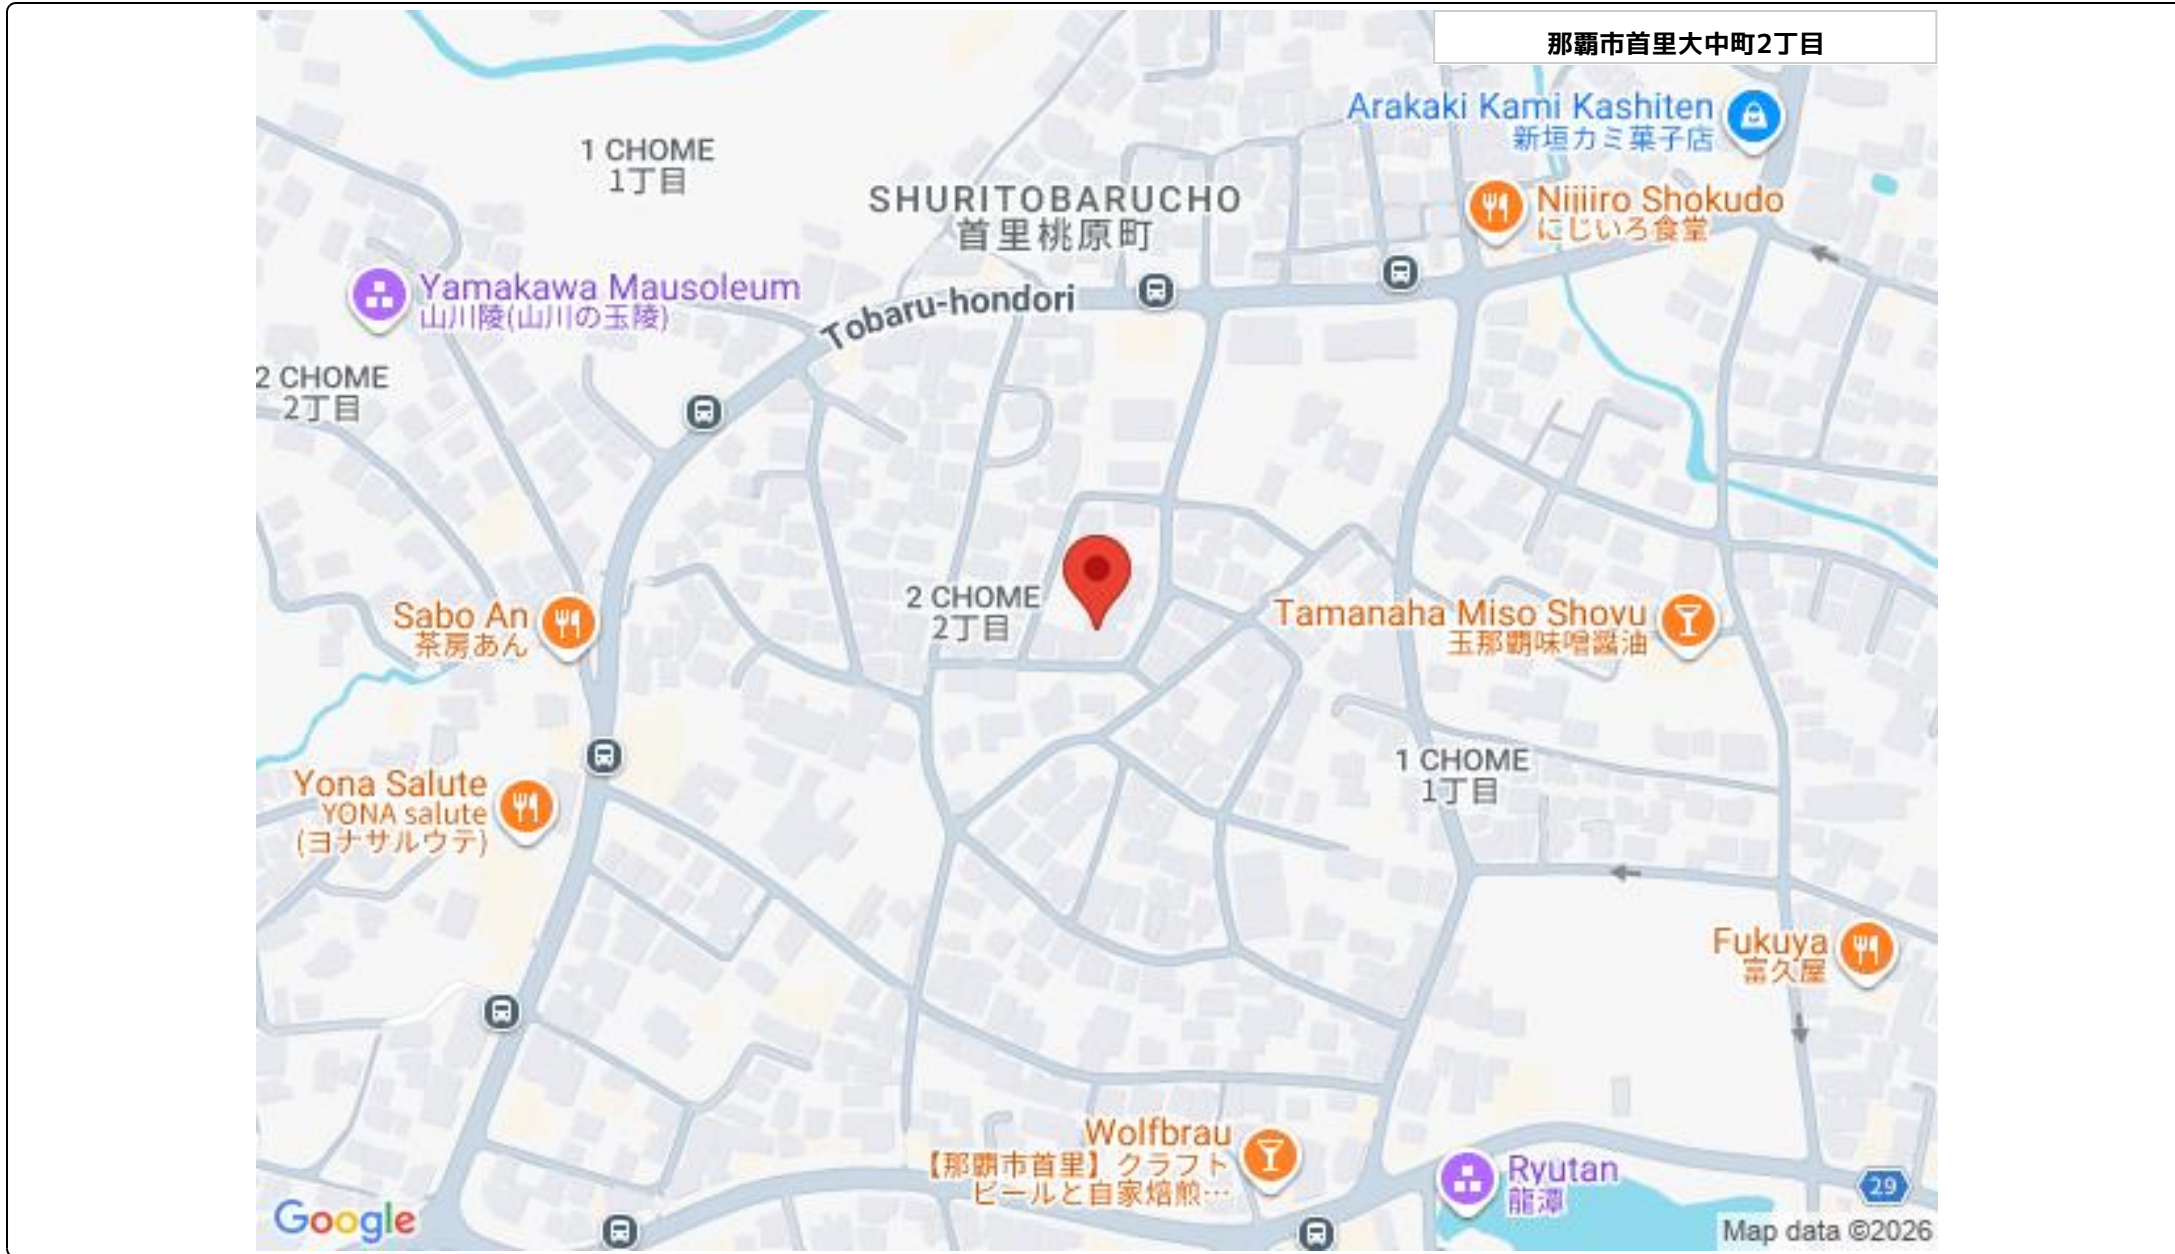 那覇市首里大中町2丁目
Arakaki Kami Kashiten
新垣カミ菓子店
1 CHOME
1丁目
SHURITOBARUCHO
首里桃原町
Nijiiro Shokudo
にじいろ食堂
Yamakawa Mausoleum
山川陵(山川の玉陵)
Tobaru-hondori
2 CHOME
2丁目
2 CHOME
2丁目
Sabo An
茶房あん
Tamanaha Miso Shoyu
玉那覇味噌醤油
1 CHOME
1丁目
Yona Salute
YONA salute
(ヨナサルウテ)
Fukuya
富久屋
Wolfbrau
【那覇市首里】クラフト
ビールと自家焙煎…
Ryutan
龍潭
29
Google
Map data ©2026